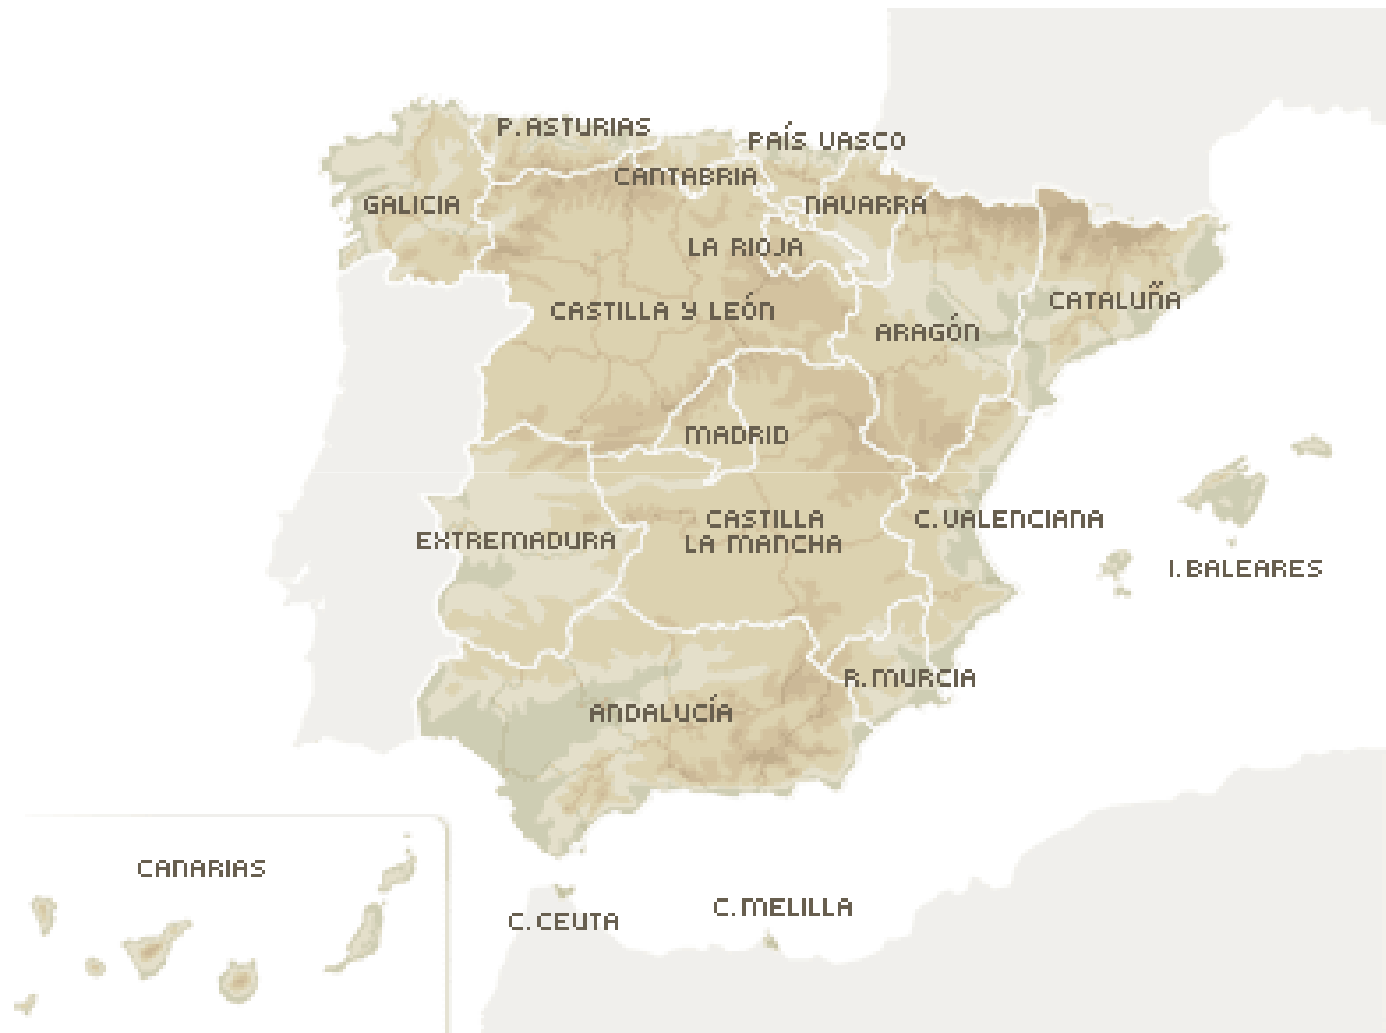 P. ASTURIAS
PAÍS VASCO
CANTABRIA
GALICIA
NAVARRA
LA RIOJA
CATALUÑA
CASTILLA Y LEÓN
ARAGÓN
MADRID
CASTILLA
LA MANCHA
C. VALENCIANA
EXTREMADURA
I. BALEARES
R. MURCIA
ANDALUCÍA
CANARIAS
C. MELILLA
C. CEUTA